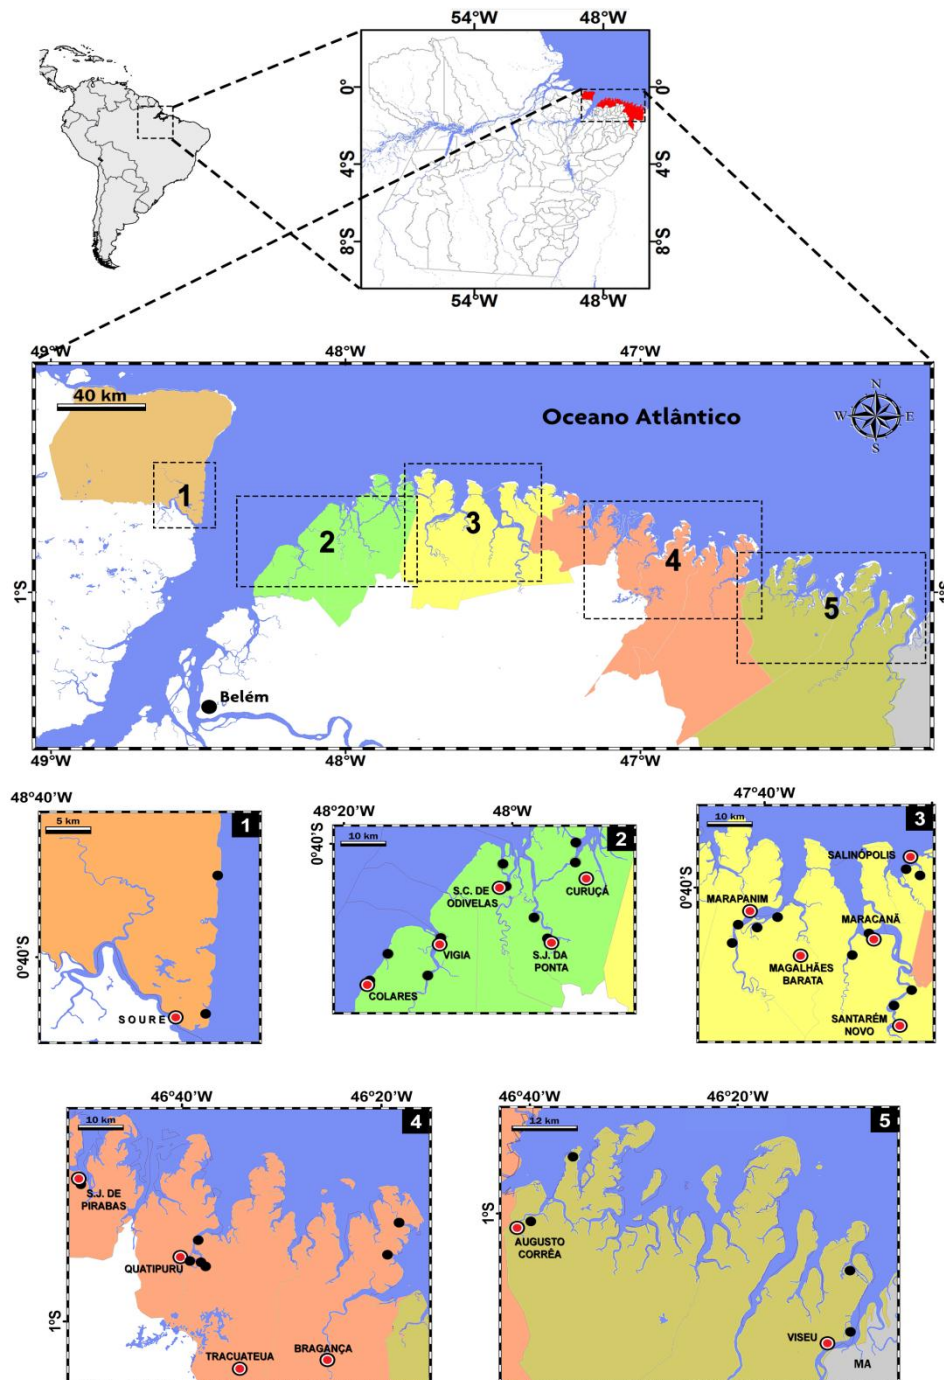 54°W 48°W
0° 0°
4°S 4°S
8°S 8°S
54°W 48°W
49°W 48°W 47°W
40 km
Oceano Atlântico
N
W E
S
1
2
3
4
5
1°S
Belém
49°W 48°W 47°W
48°40'W
5 km
1
0°40'S
SOURE
48°20'W 48°W
0°40'S
10 km
2
S.C. DE
ODIVELAS
CURUÇÁ
VIGIA
S.J. DA
PONTA
COLARES
47°40'W
10 km
3
0°40'S
SALINÓPOLIS
MARAPANIM
MARACANÃ
MAGALHÃES
BARATA
SANTARÉM
NOVO
46°40'W 46°20'W
10 km
4
S.J. DE
PIRABAS
QUATIPURU
1°S
TRACUATEUA
BRAGANÇA
46°40'W 46°20'W
12 km
5
1°S
AUGUSTO
CORRÊA
VISEU
MA